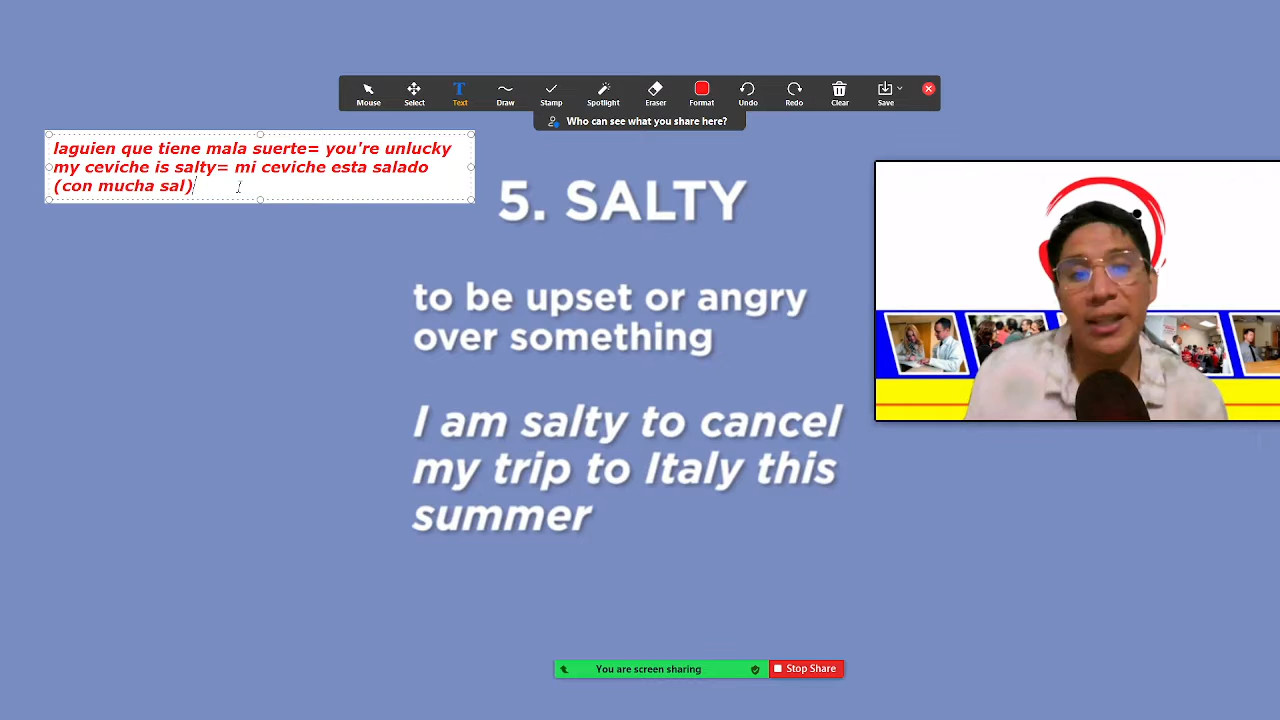 Mouse Select Text Draw Stamp Spotlight Eraser Format Undo Redo Clear Save
Who can see what you share here?
laguien que tiene mala suerte= you're unlucky
my ceviche is salty= mi ceviche esta salado
(con mucha sal)
5. SALTY
to be upset or angry
over something
I am salty to cancel
my trip to Italy this
summer
You are screen sharing Stop Share